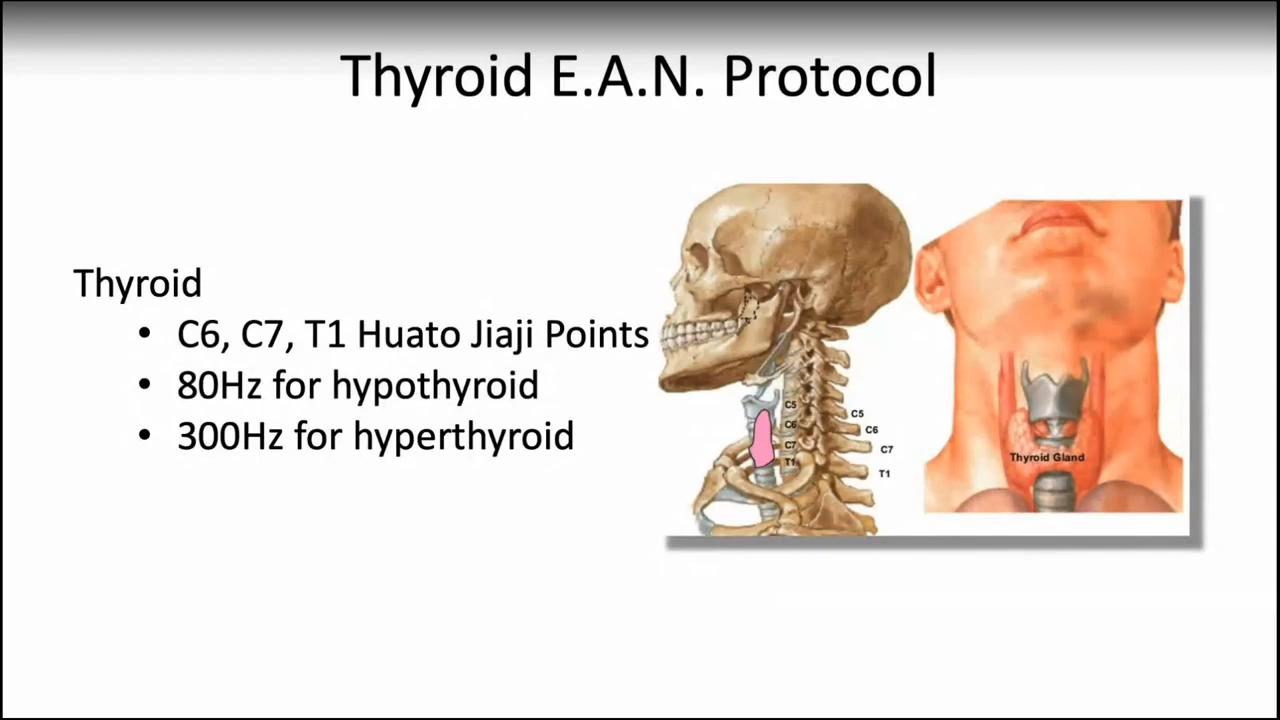 Thyroid E.A.N. Protocol
Thyroid
• C6, C7, T1 Huato Jiaji Points
• 80Hz for hypothyroid
• 300Hz for hyperthyroid
C5
C6
C7
T1
C5
C6
C7
T1
Thyroid Gland